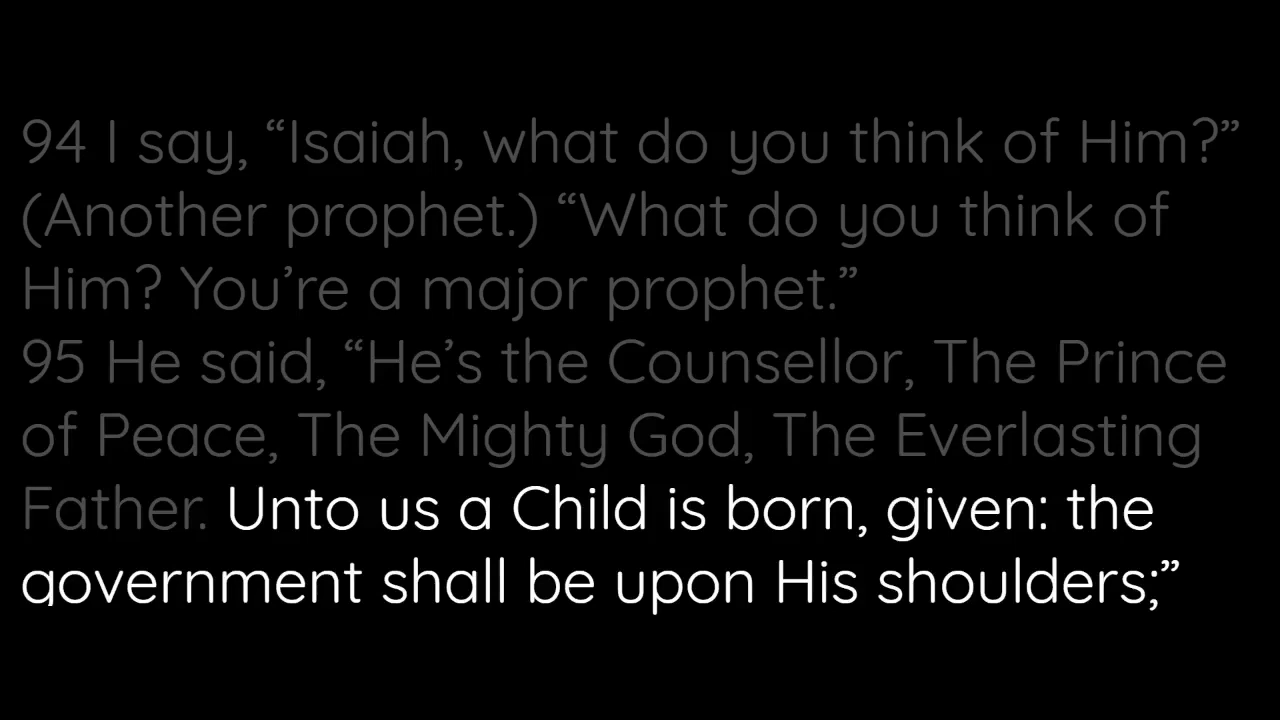 94 I say, “Isaiah, what do you think of Him?”
(Another prophet.) “What do you think of
Him? You’re a major prophet.”
95 He said, “He’s the Counsellor, The Prince
of Peace, The Mighty God, The Everlasting
Father. Unto us a Child is born, given: the
government shall be upon His shoulders;”